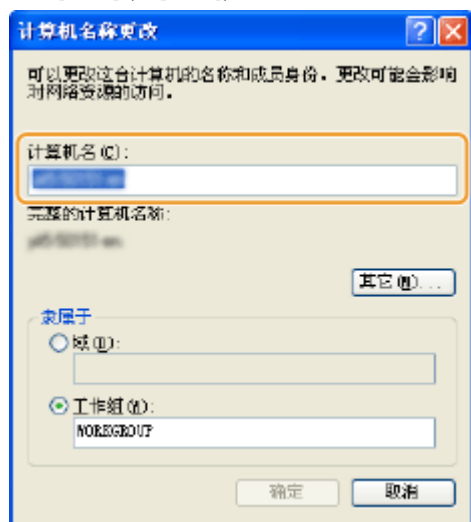 计算机名称更改
可以更改这台计算机的名称和成员身份。更改可能会影响
对网络资源的访问。
计算机名(C):
完整的计算机名称:
其它(M)...
隶属于
域(D):
工作组(W):
WORKGROUP
确定
取消